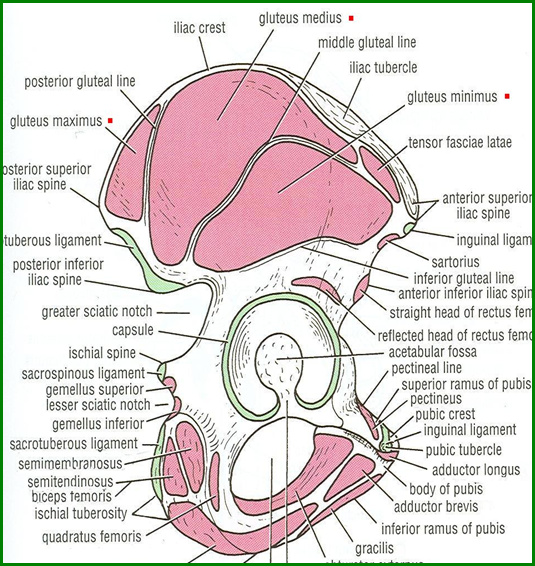 gluteus medius
iliac crest
middle gluteal line
iliac tubercle
posterior gluteal line
gluteus minimus
gluteus maximus
tensor fasciae latae
osterior superior
iliac spine
anterior superior
iliac spine
tuberous ligament
inguinal ligam
sartorius
posterior inferior
iliac spine
inferior gluteal line
anterior inferior iliac spin
greater sciatic notch
straight head of rectus fem
capsule
reflected head of rectus femo
ischial spine
acetabular fossa
pectineal line
sacrospinous ligament
superior ramus of pubis
gemellus superior
pectineus
lesser sciatic notch
pubic crest
gemellus inferior
inguinal ligament
sacrotuberous ligament
pubic tubercle
semimembranosus
adductor longus
semitendinosus
body of pubis
biceps femoris
adductor brevis
ischial tuberosity
inferior ramus of pubis
quadratus femoris
gracilis